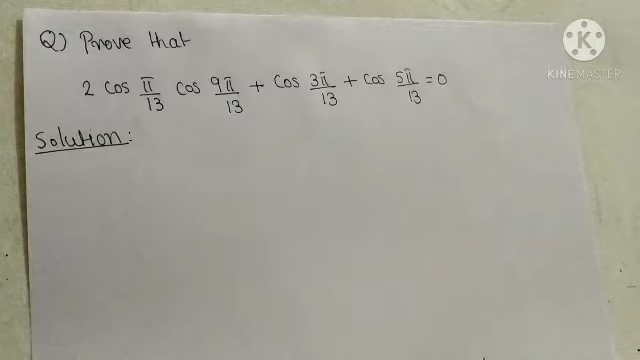 Q) Prove that
2 cos π/13 cos 9π/13 + cos 3π/13 + cos 5π/13 = 0
Solution:
KINEMASTER